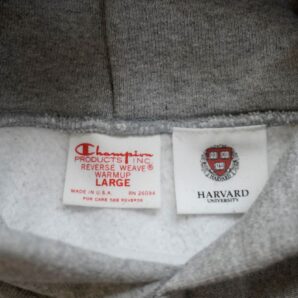 Champion
PRODUCTS INC
REVERSE WEAVE®
WARMUP
LARGE
MADE IN U.S.A. RN 26094
FOR CARE SEE REVERSE
HARVARD
UNIVERSITY